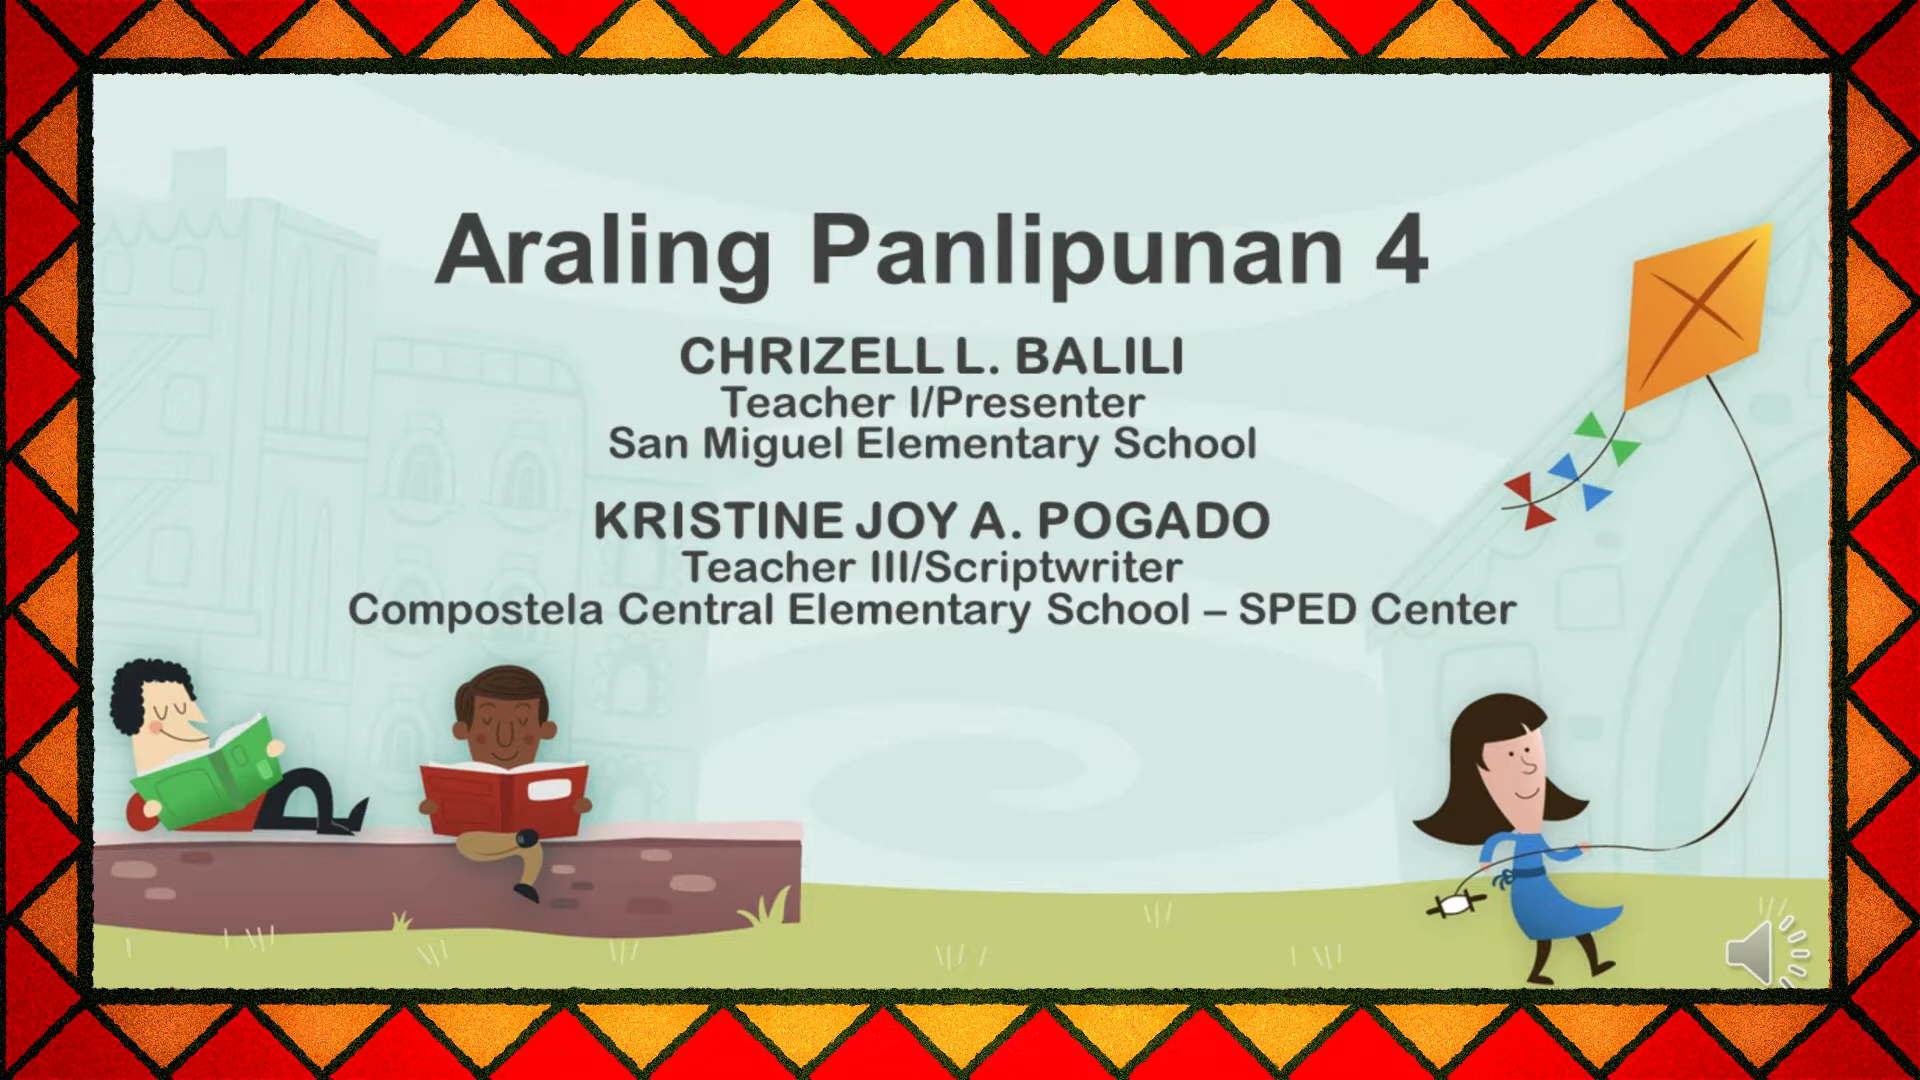 Araling Panlipunan 4
CHRIZELL L. BALILI
Teacher I/Presenter
San Miguel Elementary School
KRISTINE JOY A. POGADO
Teacher III/Scriptwriter
Compostela Central Elementary School – SPED Center